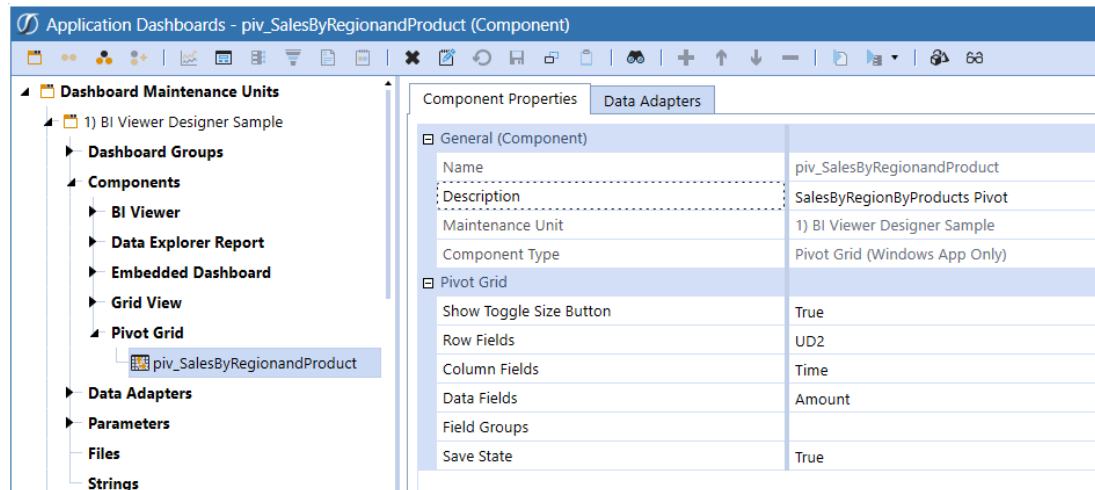 Application Dashboards - piv_SalesByRegionandProduct (Component)
Dashboard Maintenance Units
1) BI Viewer Designer Sample
Dashboard Groups
Components
BI Viewer
Data Explorer Report
Embedded Dashboard
Grid View
Pivot Grid
piv_SalesByRegionandProduct
Data Adapters
Parameters
Files
Strings
Component Properties Data Adapters
General (Component)
Name piv_SalesByRegionandProduct
Description SalesByRegionByProducts Pivot
Maintenance Unit 1) BI Viewer Designer Sample
Component Type Pivot Grid (Windows App Only)
Pivot Grid
Show Toggle Size Button True
Row Fields UD2
Column Fields Time
Data Fields Amount
Field Groups
Save State True